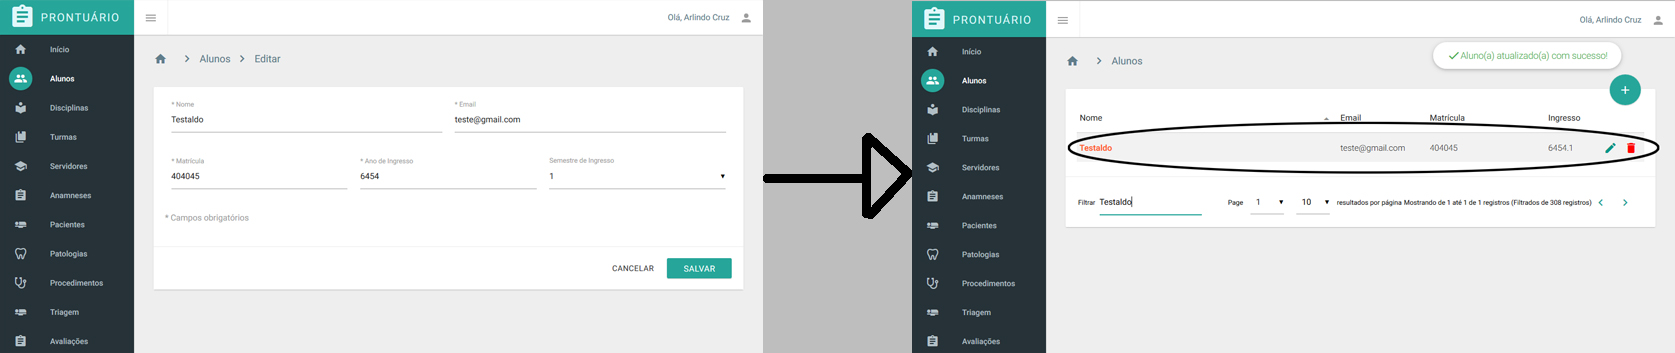 PRONTUÁRIO
Olá, Arlindo Cruz
Início
Alunos
Disciplinas
Turmas
Servidores
Anamneses
Pacientes
Patologias
Procedimentos
Triagem
Avaliações
Alunos Editar
* Nome
Testaldo
* Email
teste@gmail.com
* Matrícula
404045
* Ano de Ingresso
6454
Semestre de Ingresso
1
* Campos obrigatórios
CANCELAR SALVAR
PRONTUÁRIO
Olá, Arlindo Cruz
Início
Alunos
Disciplinas
Turmas
Servidores
Anamneses
Pacientes
Patologias
Procedimentos
Triagem
Avaliações
Alunos
Aluno(a) atualizado(a) com sucesso!
+
Nome Email Matrícula Ingresso
Testaldo teste@gmail.com 404045 6454.1
Filtrar Testaldo Page 1 10 resultados por página Mostrando de 1 até 1 de 1 registros (Filtrados de 308 registros)